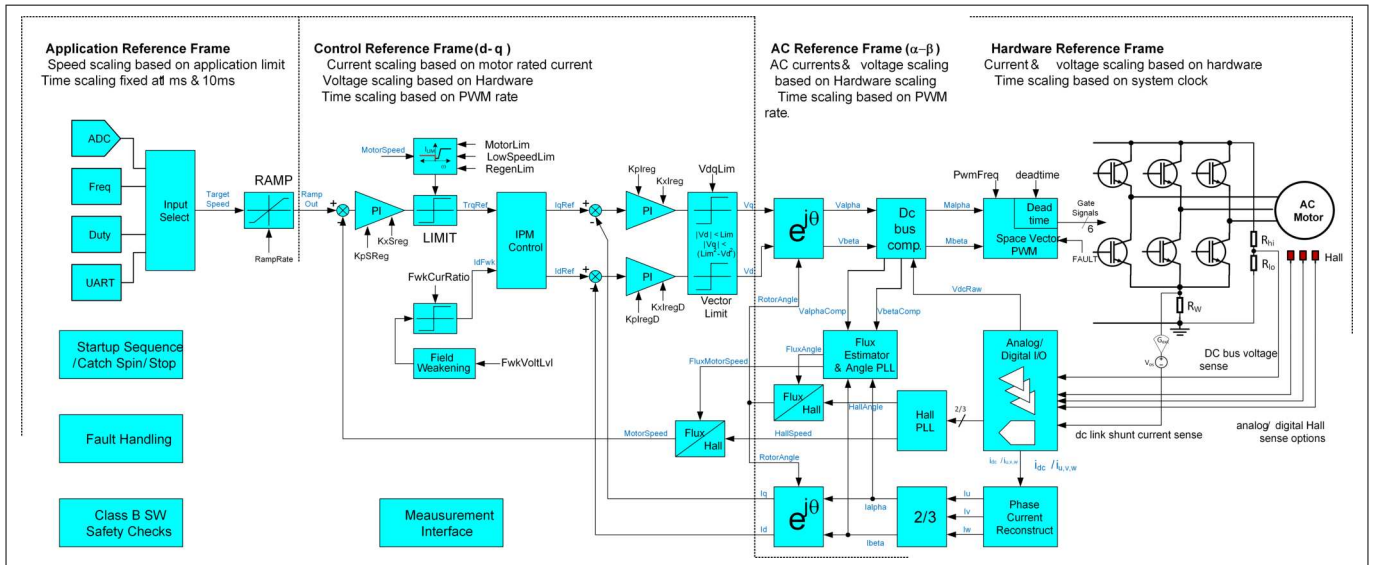 Application Reference Frame
Speed scaling based on application limit
Time scaling fixed at1 ms & 10ms
Control Reference Frame(d- q)
Current scaling based on motor rated current
Voltage scaling based on Hardware
Time scaling based on PWM rate
AC Reference Frame (α−β)
AC currents & voltage scaling
based on Hardware scaling
Time scaling based on PWM
rate.
Hardware Reference Frame
Current & voltage scaling based on hardware
Time scaling based on system clock
ADC
Freq
Duty
UART
Input
Select
Target
Speed
RAMP
RampRate
Ramp
Out
MotorSpeed
I LIM
MotorLim
LowSpeedLim
RegenLim
+
-
PI
KpSReg
KxSreg
LIMIT
TrqRef
IdFwk
IPM
Control
IqRef
IdRef
FwkCurRatio
Field
Weakening
FwkVoltLvl
+
-
KpIreg
KxIreg
PI
+
-
PI
KpIregD
KxIregD
VdqLim
|Vd| < Lim
|Vq| <
(Lim² -Vd²)
Vector
Limit
Vq
Vd
ejθ
RotorAngle
Valpha
Vbeta
Dc
bus
comp.
Malpha
Mbeta
ValphaComp
VbetaComp
VdcRaw
PwmFreq
deadtime
Dead
time
Space Vector
PWM
Gate
Signals
6
FAULT
AC
Motor
Rhi
Rlo
Hall
RW
DC bus voltage
sense
analog/ digital Hall
sense options
dc link shunt current sense
Flux
Estimator
& Angle PLL
FluxAngle
FluxMotorSpeed
Flux
Hall
HallAngle
Hall
PLL
2/3
HallSpeed
Flux
Hall
MotorSpeed
Analog/
Digital I/O
idc / iu,v,w
idc / iu,v,w
RotorAngle
Iq
Id
ejθ
Ialpha
Ibeta
2/3
Iu
Iv
Iw
Phase
Current
Reconstruct
Startup Sequence
/Catch Spin/ Stop
Fault Handling
Class B SW
Safety Checks
Meausurement
Interface